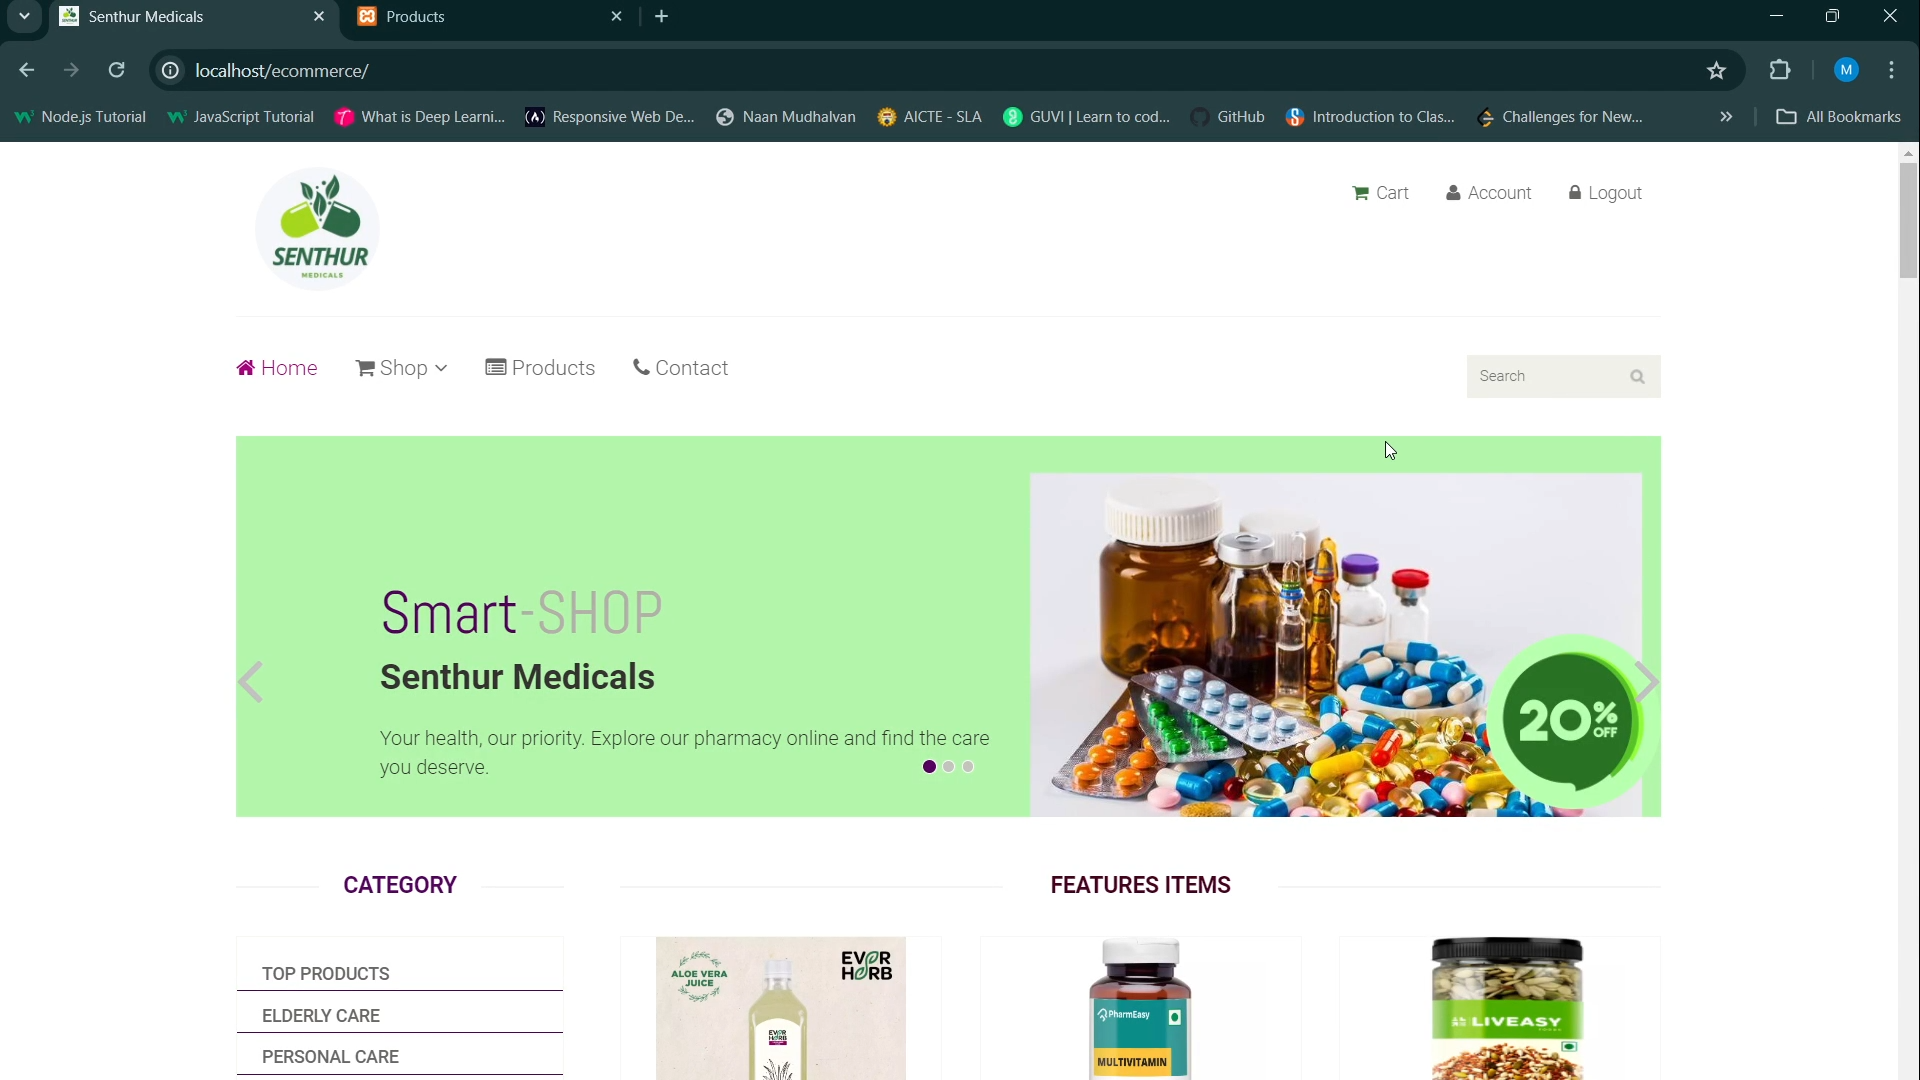 Senthur Medicals
Products
localhost/ecommerce/
M
Node.js Tutorial
JavaScript Tutorial
What is Deep Learni...
Responsive Web De...
Naan Mudhalvan
AICTE - SLA
GUVI | Learn to cod...
GitHub
Introduction to Clas...
Challenges for New...
All Bookmarks
SENTHUR
MEDICALS
Cart
Account
Logout
Home
Shop
Products
Contact
Search
Smart-SHOP
Senthur Medicals
Your health, our priority. Explore our pharmacy online and find the care
you deserve.
20% OFF
CATEGORY
FEATURES ITEMS
TOP PRODUCTS
ELDERLY CARE
PERSONAL CARE
ALOE VERA
JUICE
EVER
HERB
EVER
HERB
PharmEasy
MULTIVITAMIN
LIVEASY